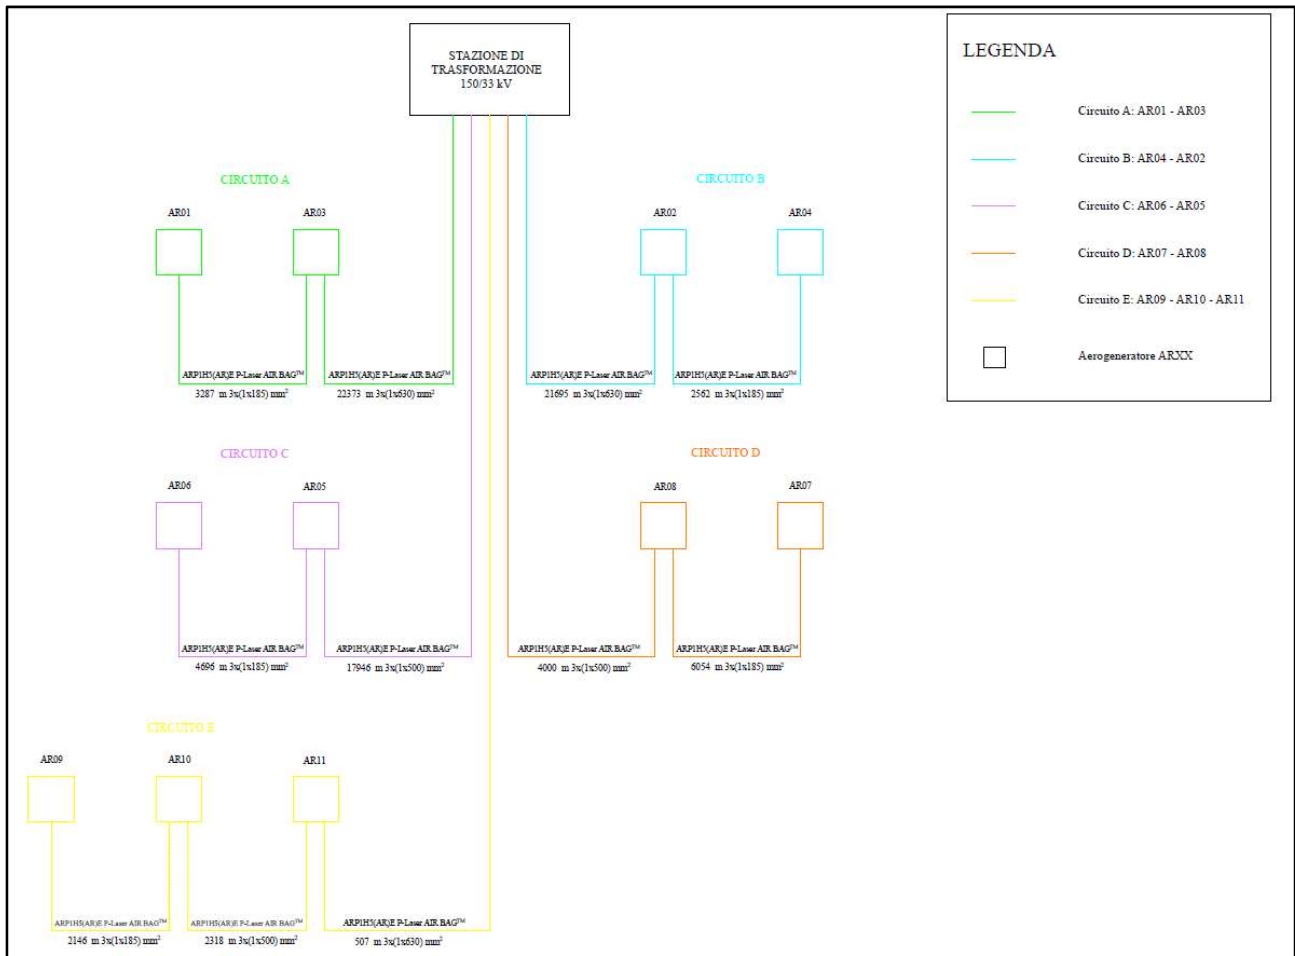 STAZIONE DI
TRASFORMAZIONE
150/33 kV
LEGENDA
Circuito A: AR01 - AR03
Circuito B: AR04 - AR02
Circuito C: AR06 - AR05
Circuito D: AR07 - AR08
Circuito E: AR09 - AR10 - AR11
Aerogeneratore ARXX
CIRCUITO A
AR01
AR03
ARP1H5(AR)E P-Laser AIR BAG™
3287 m 3x(1x185) mm²
ARP1H5(AR)E P-Laser AIR BAG™
22373 m 3x(1x630) mm²
CIRCUITO B
AR02
AR04
ARP1H5(AR)E P-Laser AIR BAG™
21695 m 3x(1x630) mm²
ARP1H5(AR)E P-Laser AIR BAG™
2562 m 3x(1x185) mm²
CIRCUITO C
AR06
AR05
ARP1H5(AR)E P-Laser AIR BAG™
4696 m 3x(1x185) mm²
ARP1H5(AR)E P-Laser AIR BAG™
17946 m 3x(1x500) mm²
CIRCUITO D
AR08
AR07
ARP1H5(AR)E P-Laser AIR BAG™
4000 m 3x(1x500) mm²
ARP1H5(AR)E P-Laser AIR BAG™
6054 m 3x(1x185) mm²
CIRCUITO E
AR09
AR10
AR11
ARP1H5(AR)E P-Laser AIR BAG™
2146 m 3x(1x185) mm²
ARP1H5(AR)E P-Laser AIR BAG™
2318 m 3x(1x500) mm²
ARP1H5(AR)E P-Laser AIR BAG™
507 m 3x(1x630) mm²